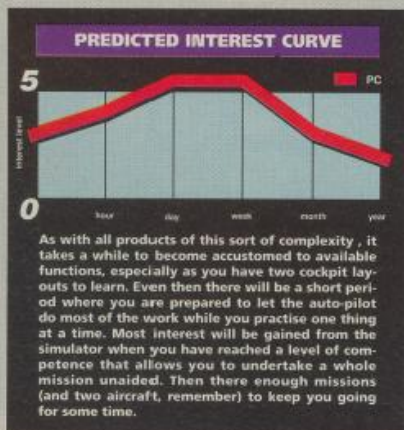 PREDICTED INTEREST CURVE
5
PC
Interest level
0
hour
day
week
month
year
As with all products of this sort of complexity , it
takes a while to become accustomed to available
functions, especially as you have two cockpit lay-
outs to learn. Even then there will be a short peri-
od where you are prepared to let the auto-pilot
do most of the work while you practise one thing
at a time. Most interest will be gained from the
simulator when you have reached a level of com-
petence that allows you to undertake a whole
mission unaided. Then there enough missions
(and two aircraft, remember) to keep you going
for some time.